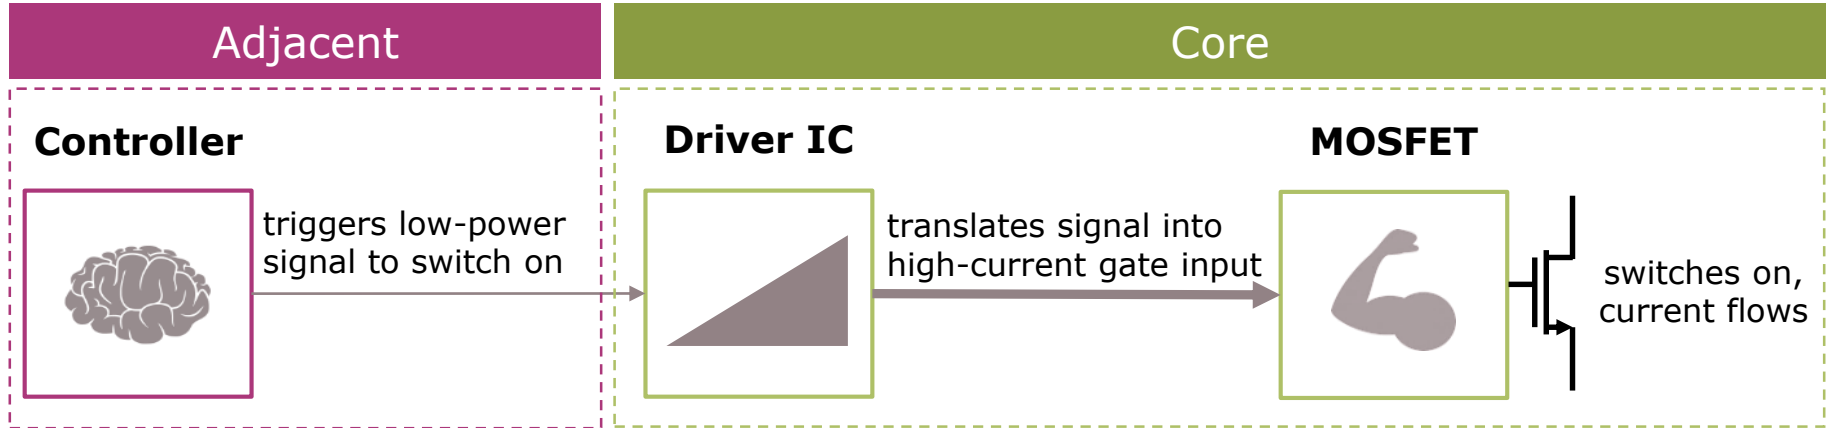 Adjacent
Core
Controller
triggers low-power
signal to switch on
Driver IC
translates signal into
high-current gate input
MOSFET
switches on,
current flows